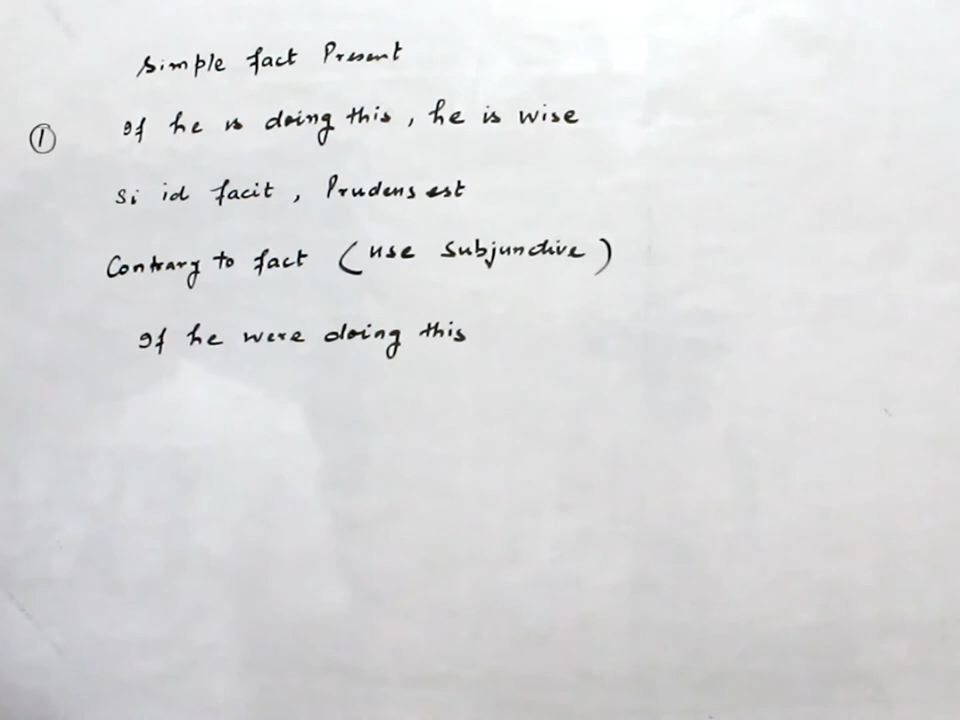 Simple fact Present
① If he is doing this, he is wise
Si id facit, Prudens est
Contrary to fact (use subjunctive)
If he were doing this